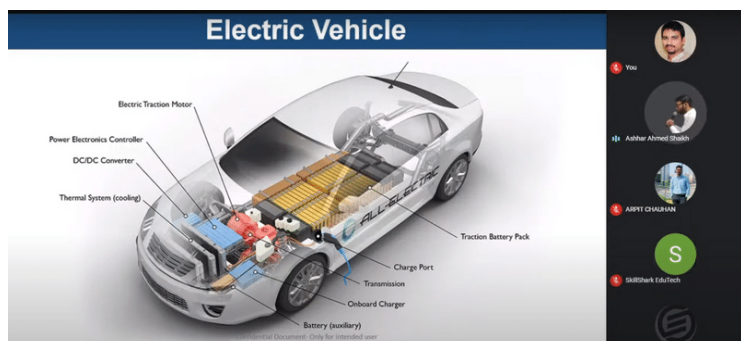 Electric Vehicle
Electric Traction Motor
Power Electronics Controller
DC/DC Converter
Thermal System (cooling)
ALL-ELECTRIC
Traction Battery Pack
Charge Port
Transmission
Onboard Charger
Battery (auxiliary)
Confidential Document - Only for intended user
You
Ashhar Ahmed Shaikh
ARPIT CHAUHAN
S
SkillShark EduTech